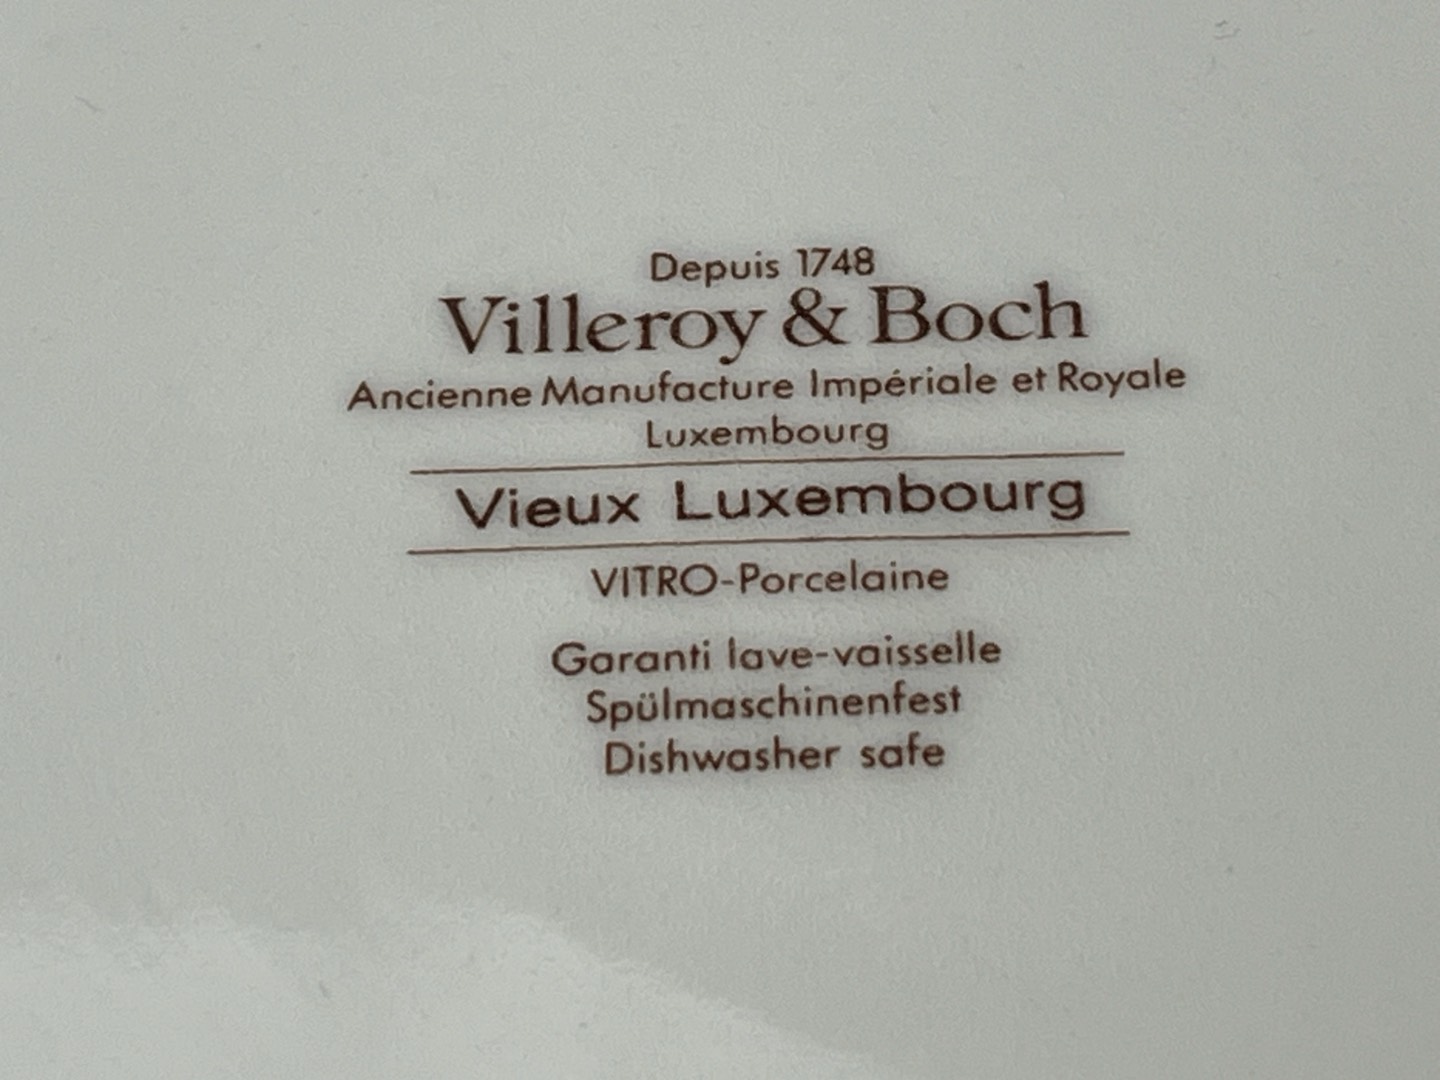 Depuis 1748
Villeroy & Boch
Ancienne Manufacture Impériale et Royale
Luxembourg
Vieux Luxembourg
VITRO-Porcelaine
Garanti lave-vaisselle
Spülmaschinenfest
Dishwasher safe